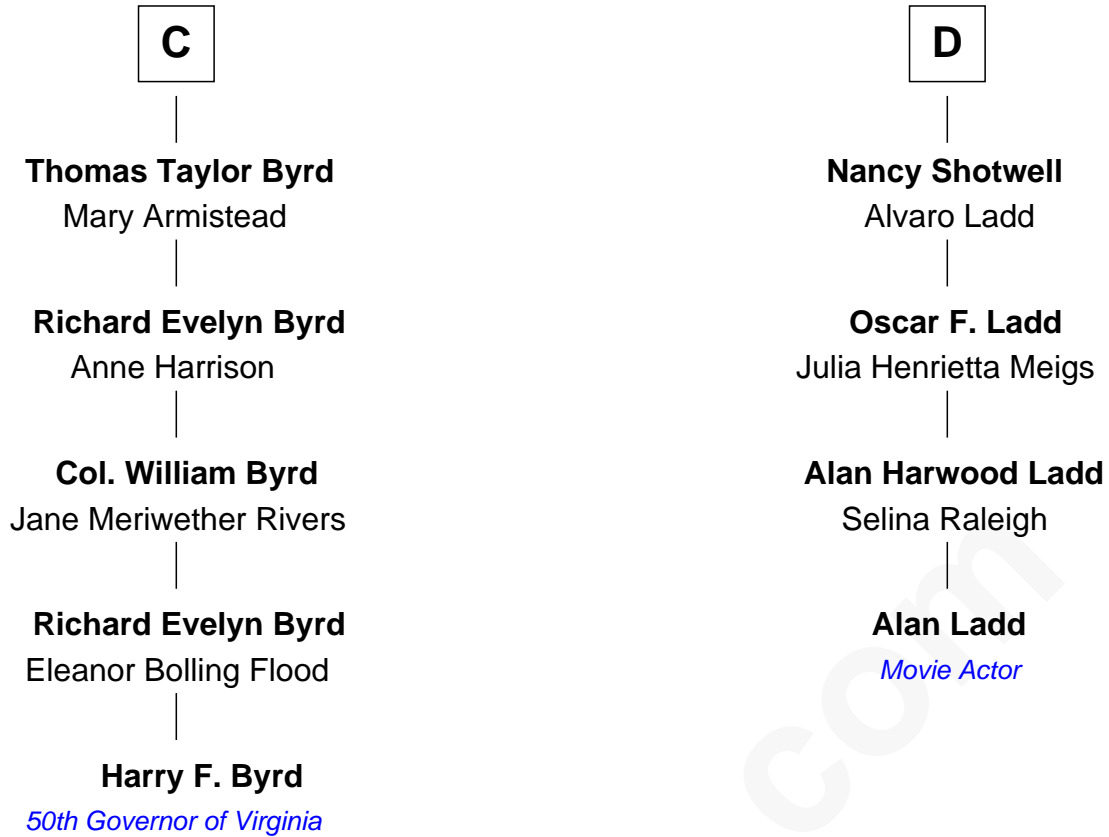 C
Thomas Taylor Byrd
Mary Armistead
Richard Evelyn Byrd
Anne Harrison
Col. William Byrd
Jane Meriwether Rivers
Richard Evelyn Byrd
Eleanor Bolling Flood
Harry F. Byrd
50th Governor of Virginia
D
Nancy Shotwell
Alvaro Ladd
Oscar F. Ladd
Julia Henrietta Meigs
Alan Harwood Ladd
Selina Raleigh
Alan Ladd
Movie Actor
com